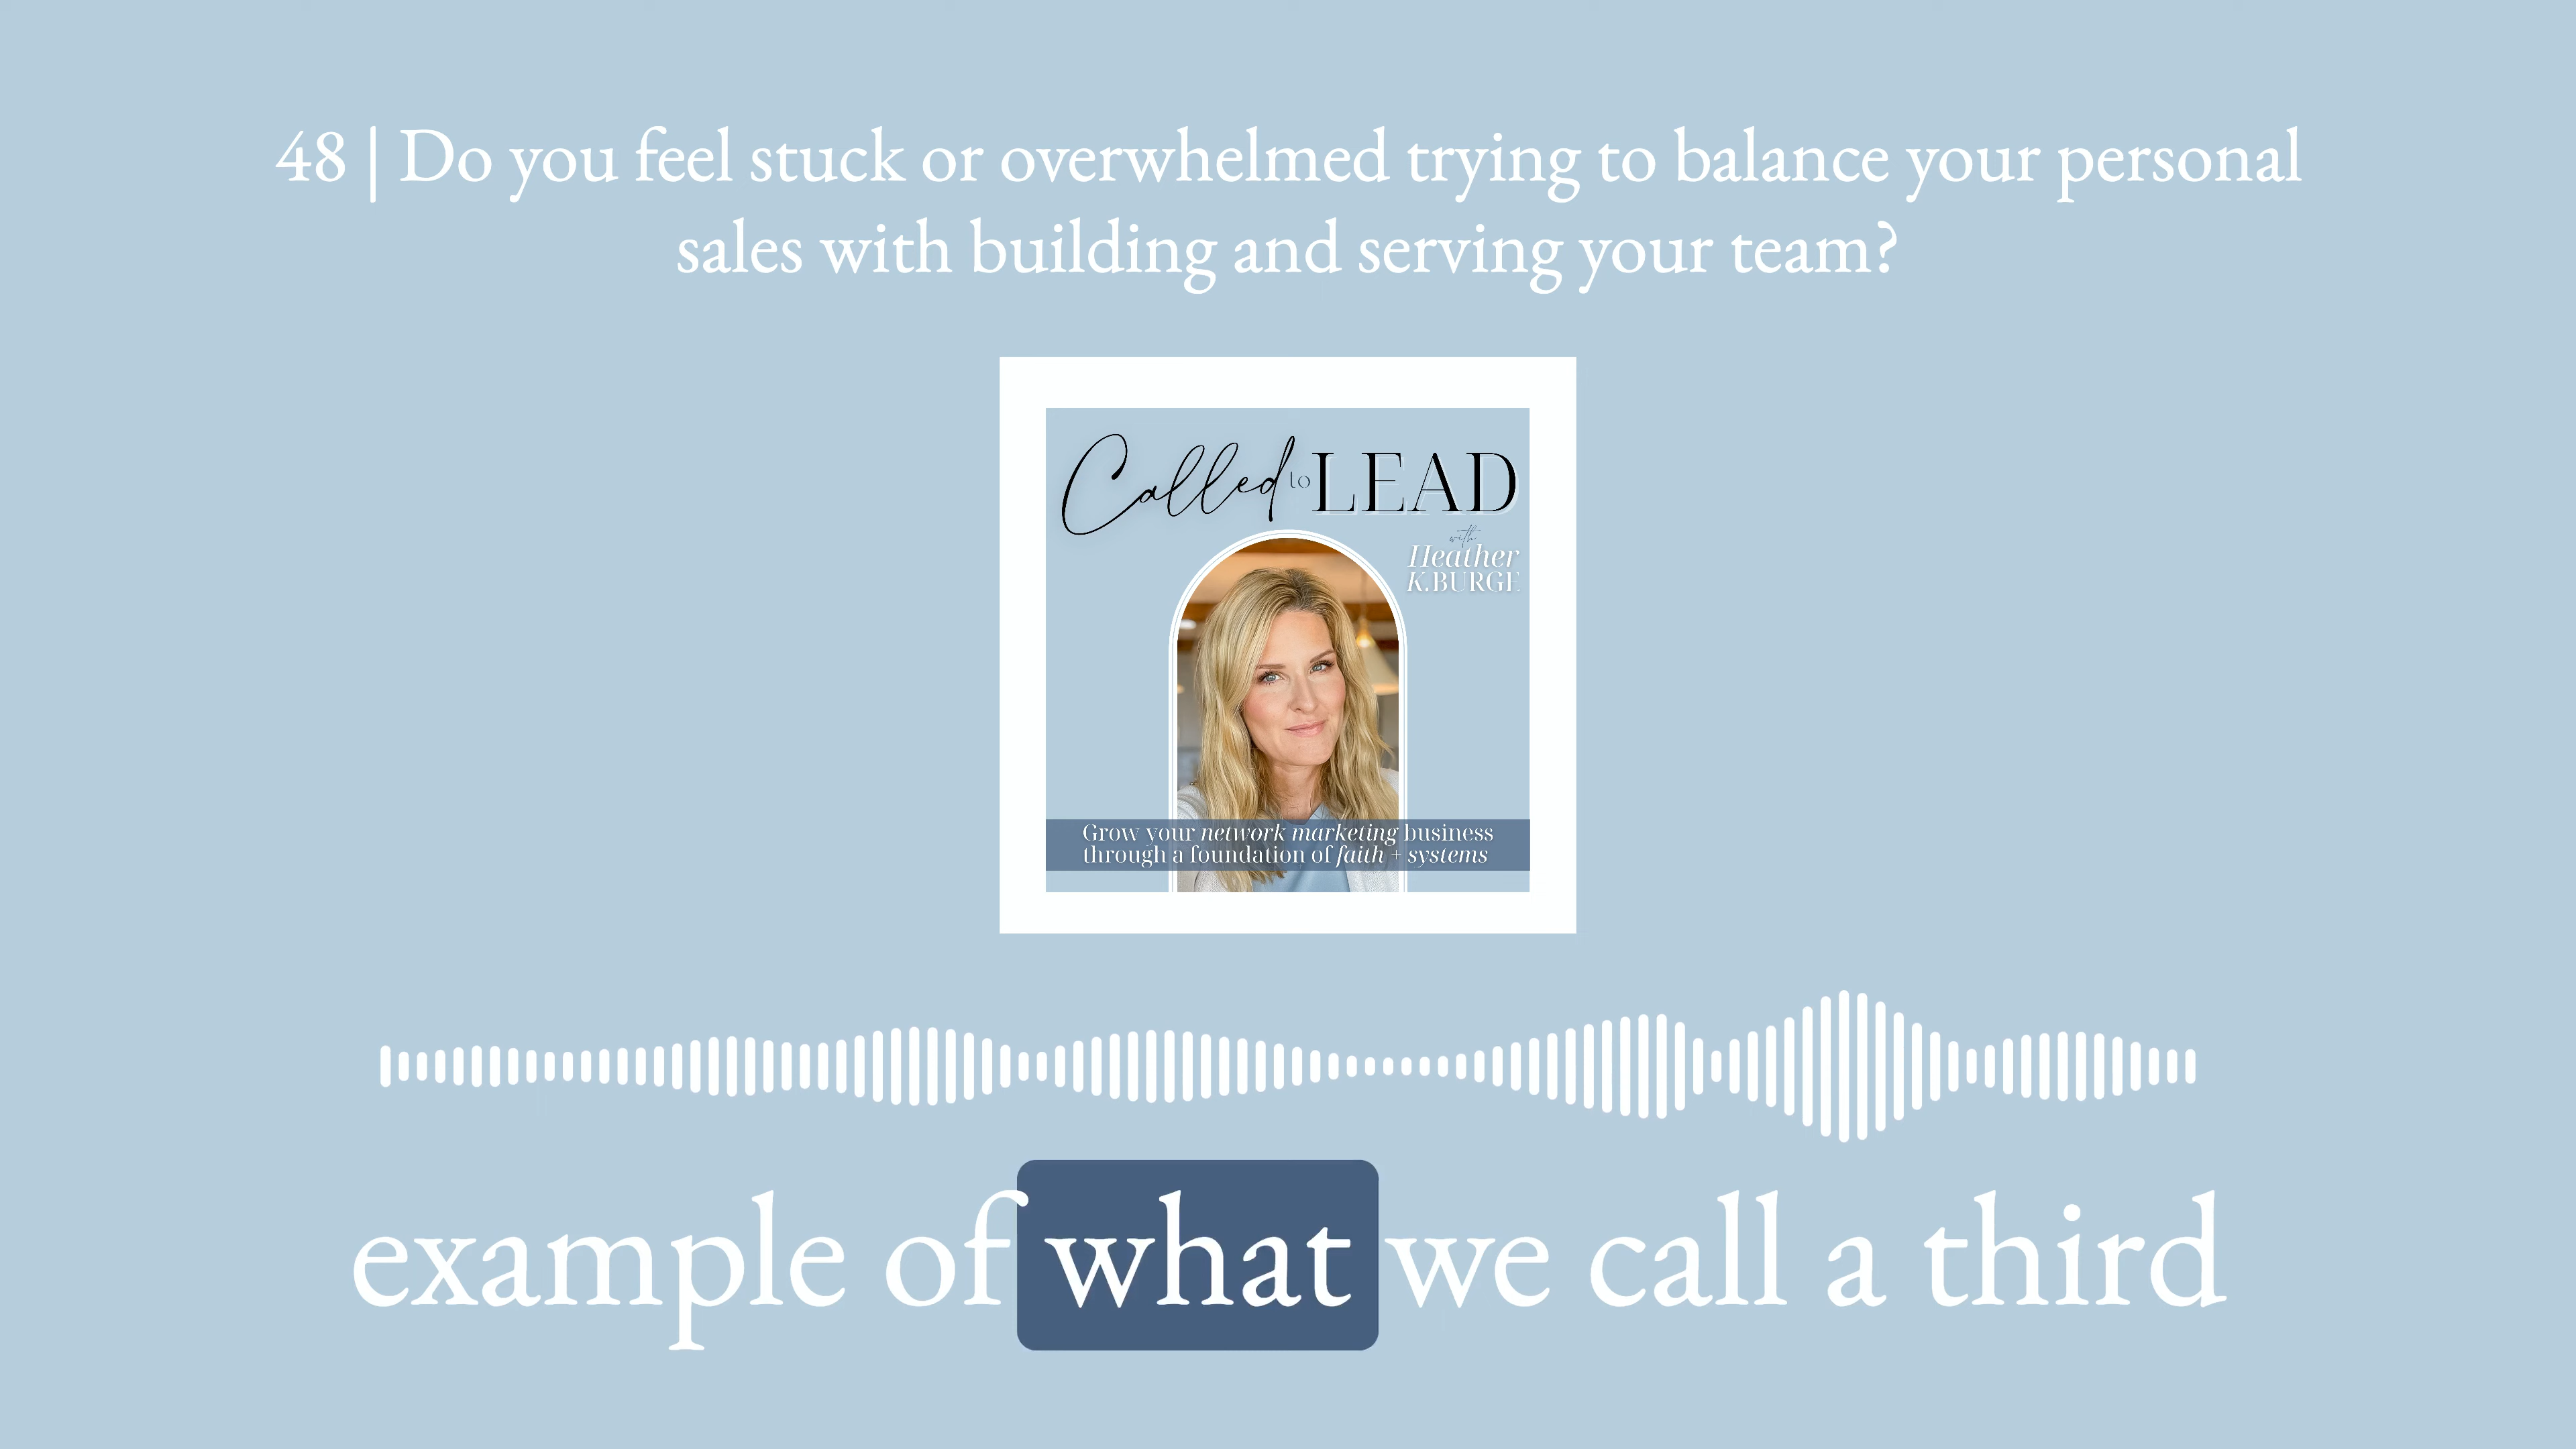 48 | Do you feel stuck or overwhelmed trying to balance your personal
sales with building and serving your team?
Called to LEAD
with
Heather
K.BURGE
Grow your network marketing business
through a foundation of faith + systems
example of what we call a third